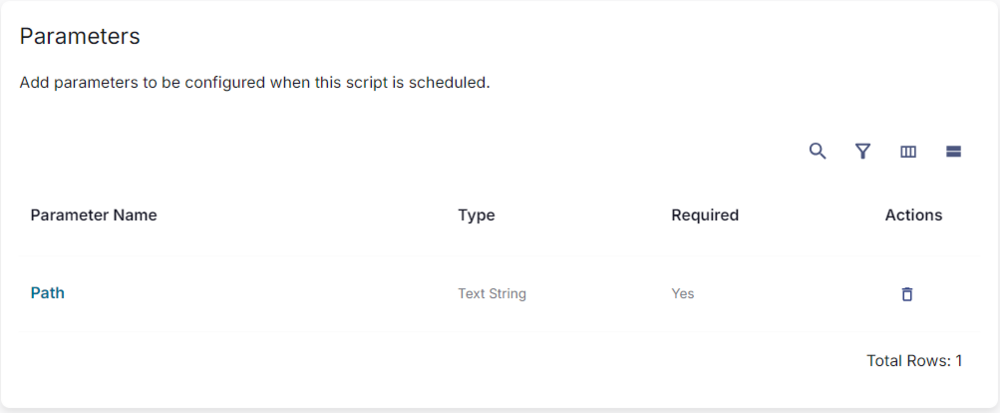 Parameters
Add parameters to be configured when this script is scheduled.
Parameter Name Type Required Actions
Path Text String Yes
Total Rows: 1